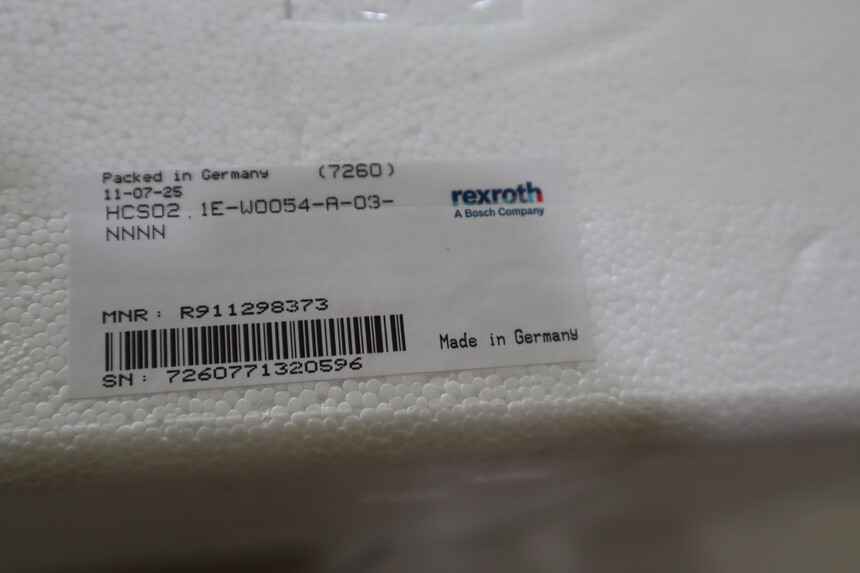 Packed in Germany (7260)
11-07-25
HCS02.1E-W0054-A-03-
NNNN
rexroth
A Bosch Company
MNR: R911298373
Made in Germany
SN: 7260771320596